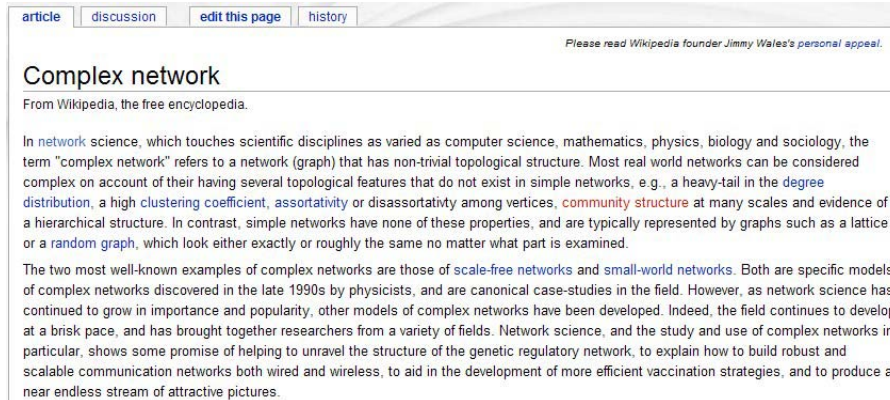 article discussion edit this page history
Please read Wikipedia founder Jimmy Wales's personal appeal.
Complex network
From Wikipedia, the free encyclopedia.
In network science, which touches scientific disciplines as varied as computer science, mathematics, physics, biology and sociology, the
term "complex network" refers to a network (graph) that has non-trivial topological structure. Most real world networks can be considered
complex on account of their having several topological features that do not exist in simple networks, e.g., a heavy-tail in the degree
distribution, a high clustering coefficient, assortativity or disassortativty among vertices, community structure at many scales and evidence of
a hierarchical structure. In contrast, simple networks have none of these properties, and are typically represented by graphs such as a lattice
or a random graph, which look either exactly or roughly the same no matter what part is examined.
The two most well-known examples of complex networks are those of scale-free networks and small-world networks. Both are specific models
of complex networks discovered in the late 1990s by physicists, and are canonical case-studies in the field. However, as network science has
continued to grow in importance and popularity, other models of complex networks have been developed. Indeed, the field continues to develop
at a brisk pace, and has brought together researchers from a variety of fields. Network science, and the study and use of complex networks in
particular, shows some promise of helping to unravel the structure of the genetic regulatory network, to explain how to build robust and
scalable communication networks both wired and wireless, to aid in the development of more efficient vaccination strategies, and to produce a
near endless stream of attractive pictures.